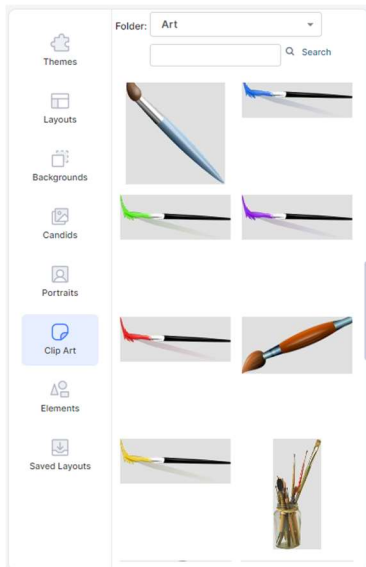 Folder: Art
Search
Themes
Layouts
Backgrounds
Candids
Portraits
Clip Art
Elements
Saved Layouts